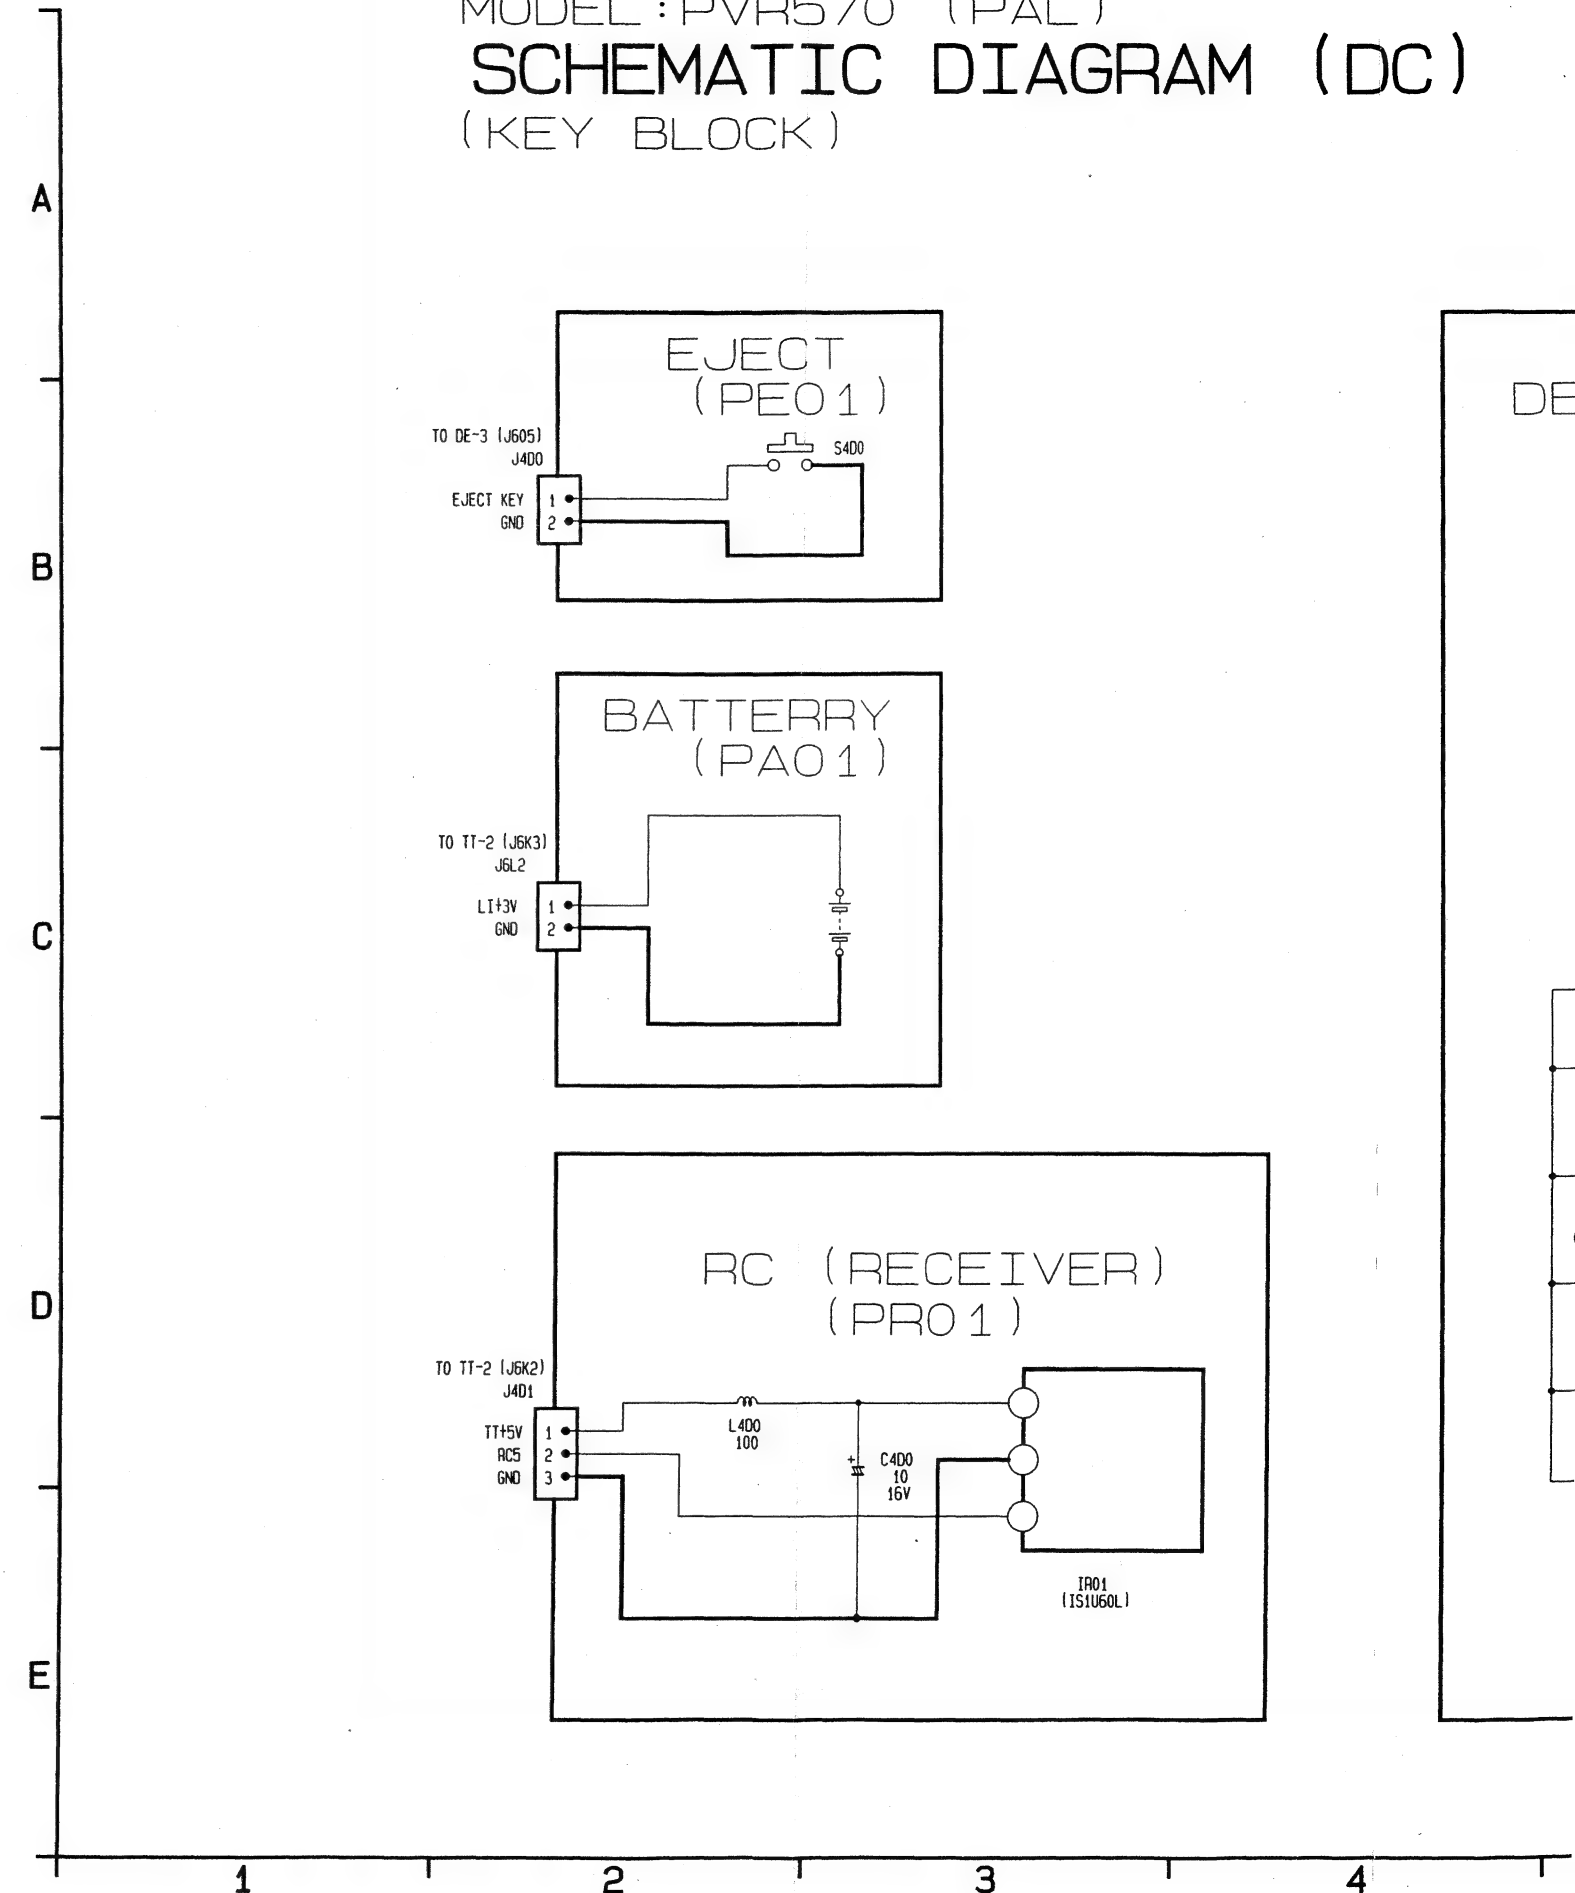 MODEL:PVR570 (PAL)
SCHEMATIC DIAGRAM (DC)
(KEY BLOCK)
A
EJECT
(PE01)
DE
TO DE-3 (J605)
J4D0
S4D0
EJECT KEY 1
GND 2
B
BATTERRY
(PA01)
TO TT-2 (J6K3)
J6L2
LI+3V 1
GND 2
C
RC (RECEIVER)
(PR01)
D
TO TT-2 (J6K2)
J4D1
TT+5V 1
RC5 2
GND 3
L4D0
100
+
C4D0
10
16V
IR01
(IS1U60L)
E
1 2 3 4